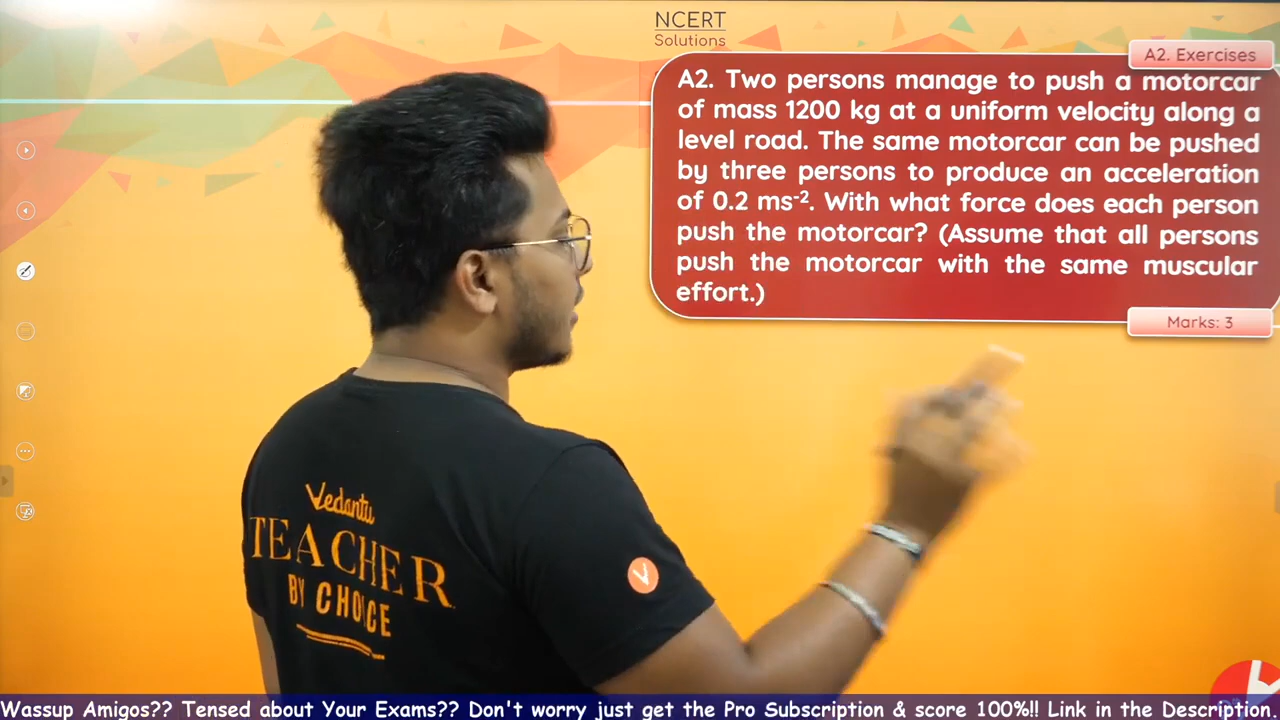 NCERT
Solutions
A2. Exercises
A2. Two persons manage to push a motorcar
of mass 1200 kg at a uniform velocity along a
level road. The same motorcar can be pushed
by three persons to produce an acceleration
of 0.2 ms⁻². With what force does each person
push the motorcar? (Assume that all persons
push the motorcar with the same muscular
effort.)
Marks: 3
Vedantu
TEACHER
BY CHOICE
Wassup Amigos?? Tensed about Your Exams?? Don't worry just get the Pro Subscription & score 100%!! Link in the Description.